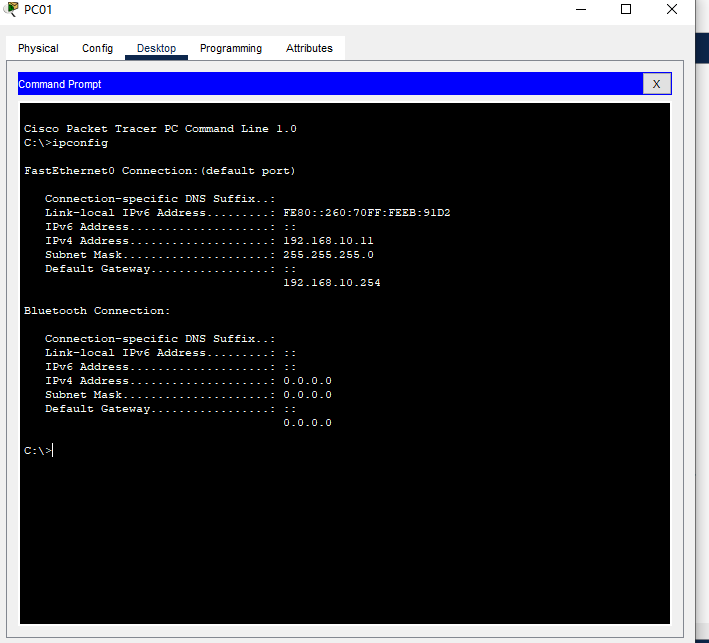 PC01
Physical Config Desktop Programming Attributes
Command Prompt X
Cisco Packet Tracer PC Command Line 1.0
C:\>ipconfig
FastEthernet0 Connection:(default port)
Connection-specific DNS Suffix..:
Link-local IPv6 Address.........: FE80::260:70FF:FEEB:91D2
IPv6 Address....................: ::
IPv4 Address....................: 192.168.10.11
Subnet Mask.....................: 255.255.255.0
Default Gateway.................: ::
192.168.10.254
Bluetooth Connection:
Connection-specific DNS Suffix..:
Link-local IPv6 Address.........: ::
IPv6 Address....................: ::
IPv4 Address....................: 0.0.0.0
Subnet Mask.....................: 0.0.0.0
Default Gateway.................: ::
0.0.0.0
C:\>